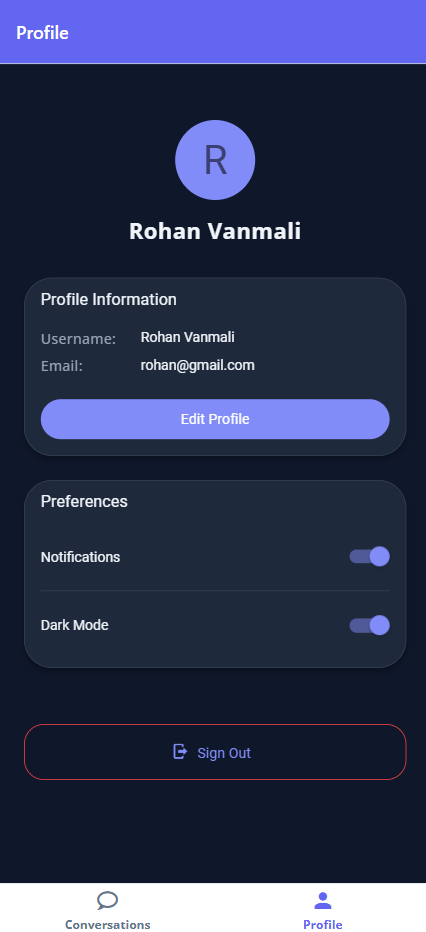 Profile
R
Rohan Vanmali
Profile Information
Username: Rohan Vanmali
Email: rohan@gmail.com
Edit Profile
Preferences
Notifications
Dark Mode
Sign Out
Conversations Profile